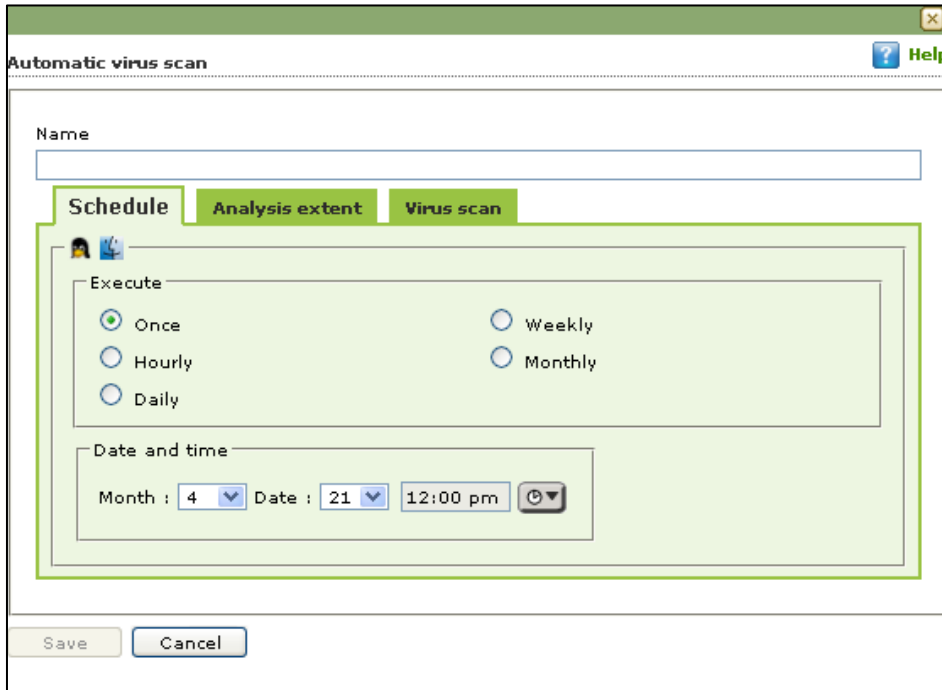 Automatic virus scan
Help
Name
Schedule Analysis extent Virus scan
Execute
Once Weekly
Hourly Monthly
Daily
Date and time
Month : 4 Date : 21 12:00 pm
Save Cancel